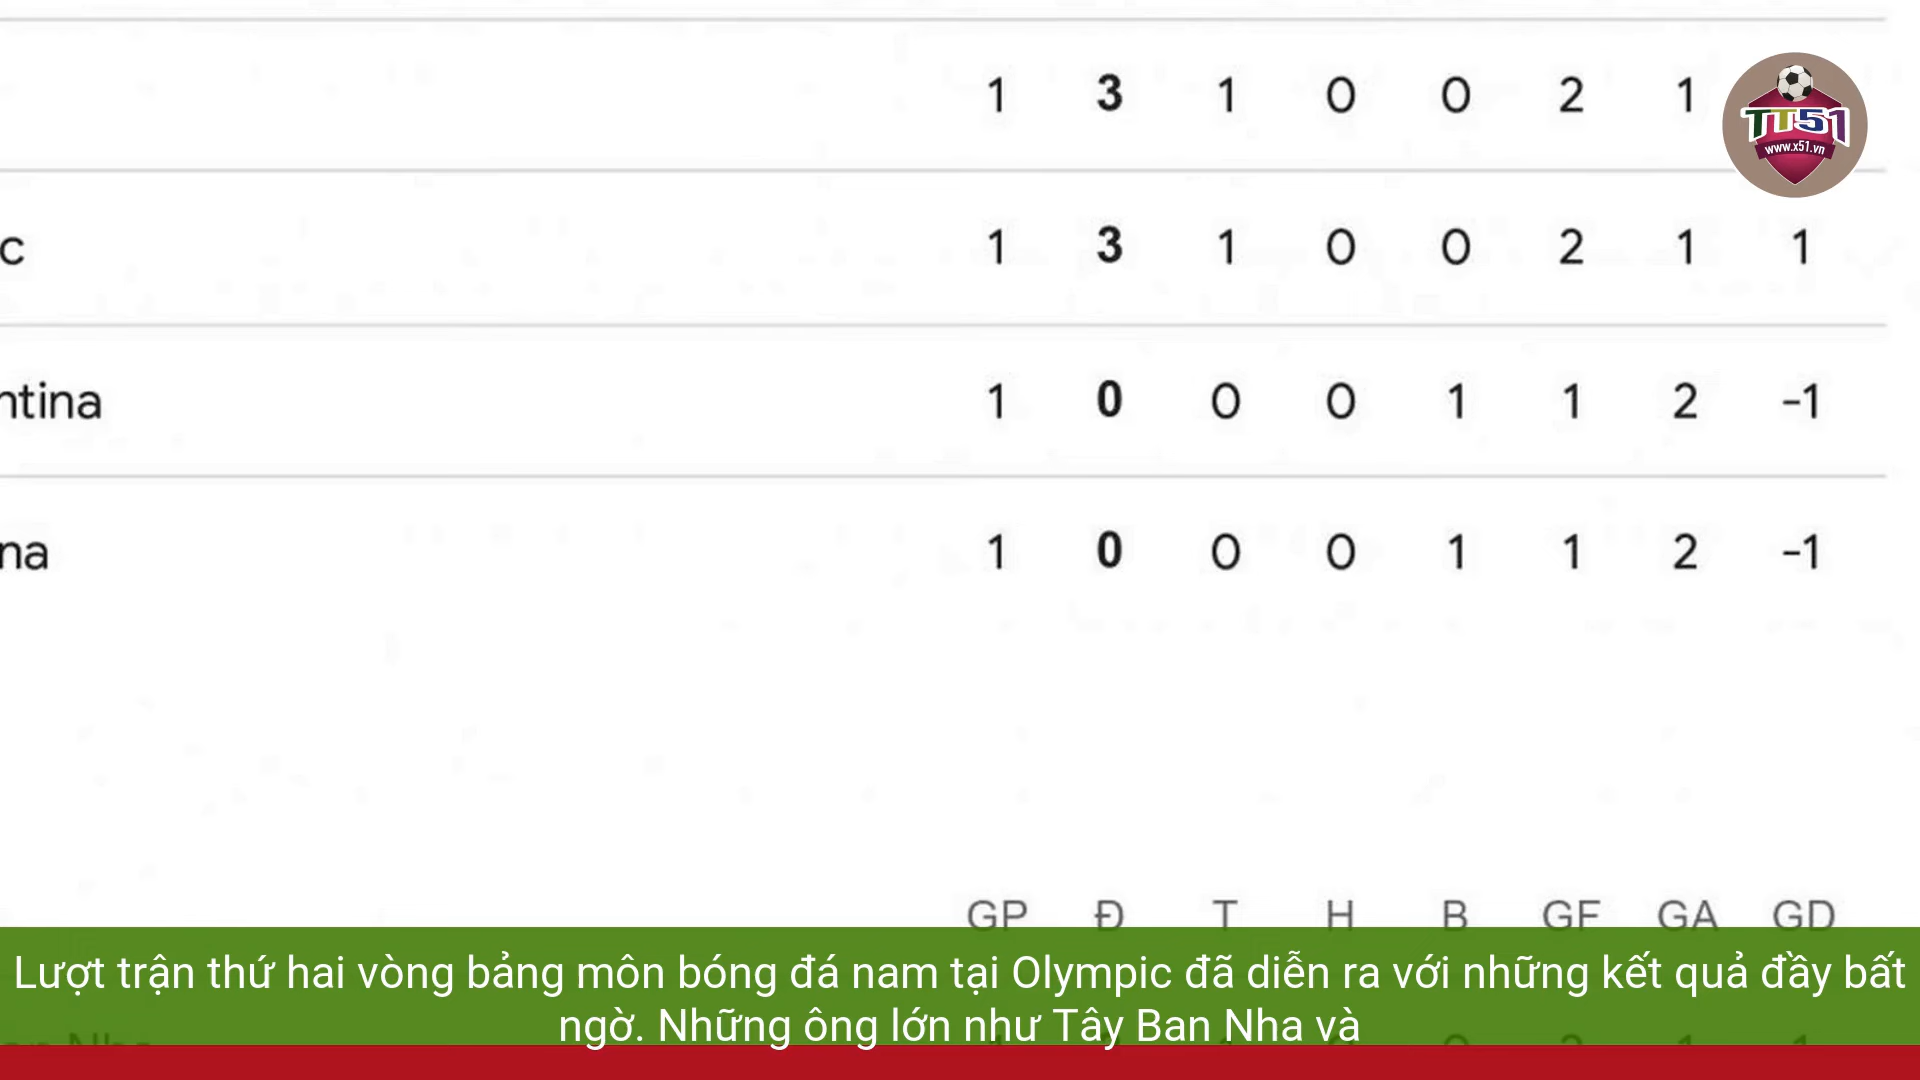 1 3 1 0 0 2 1
TT51
www.x51.vn
c 1 3 1 0 0 2 1 1
ntina 1 0 0 0 1 1 2 -1
na 1 0 0 0 1 1 2 -1
GP Đ T H B GF GA GD
Lượt trận thứ hai vòng bảng môn bóng đá nam tại Olympic đã diễn ra với những kết quả đầy bất
ngờ. Những ông lớn như Tây Ban Nha và